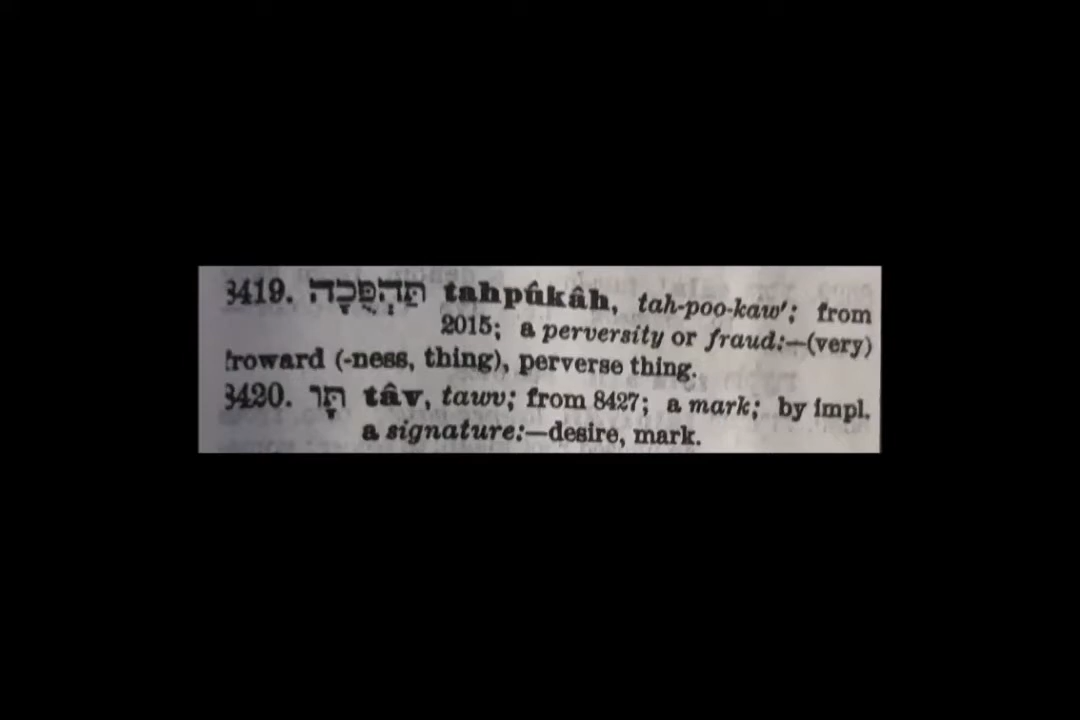 8419. תַּהְפֻּכָה tahpûkâh, tah-poo-kaw′; from
2015; a perversity or fraud:—(very)
froward (-ness, thing), perverse thing.
8420. תָּו tâv, tawv; from 8427; a mark; by impl.
a signature:—desire, mark.